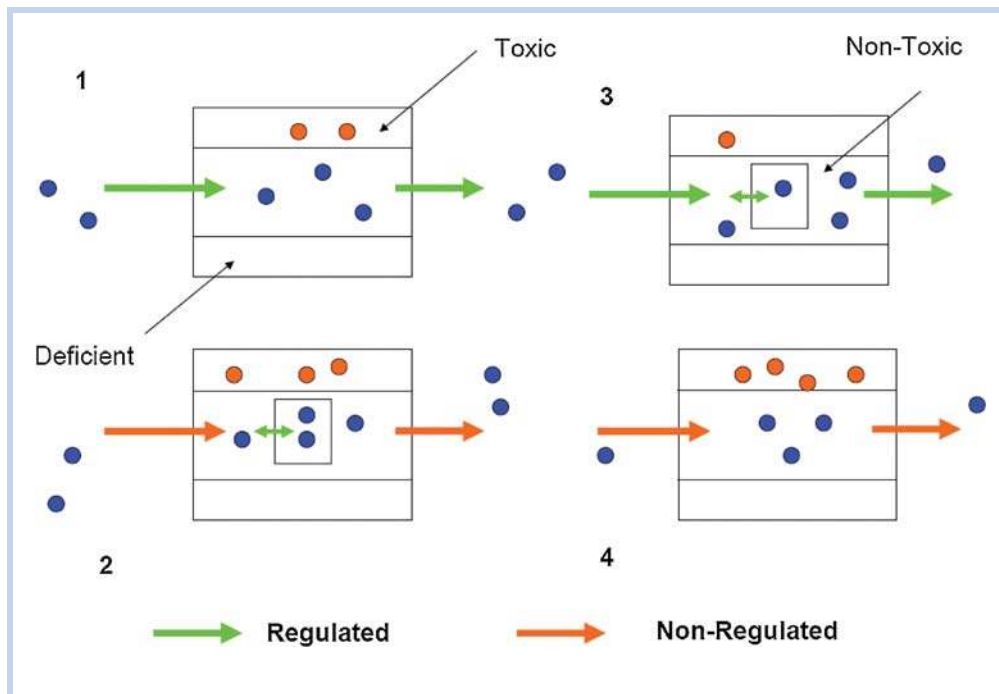 Toxic
Non-Toxic
1
3
Deficient
2
4
Regulated
Non-Regulated